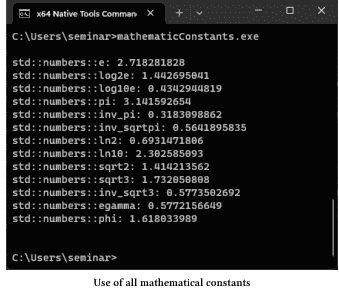 x64 Native Tools Comman
C:\Users\seminar>mathematicConstants.exe
std::numbers::e: 2.718281828
std::numbers::log2e: 1.442695041
std::numbers::log10e: 0.4342944819
std::numbers::pi: 3.141592654
std::numbers::inv_pi: 0.3183098862
std::numbers::inv_sqrtpi: 0.5641895835
std::numbers::ln2: 0.6931471806
std::numbers::ln10: 2.302585093
std::numbers::sqrt2: 1.414213562
std::numbers::sqrt3: 1.732050808
std::numbers::inv_sqrt3: 0.5773502692
std::numbers::egamma: 0.5772156649
std::numbers::phi: 1.618033989
C:\Users\seminar>
Use of all mathematical constants